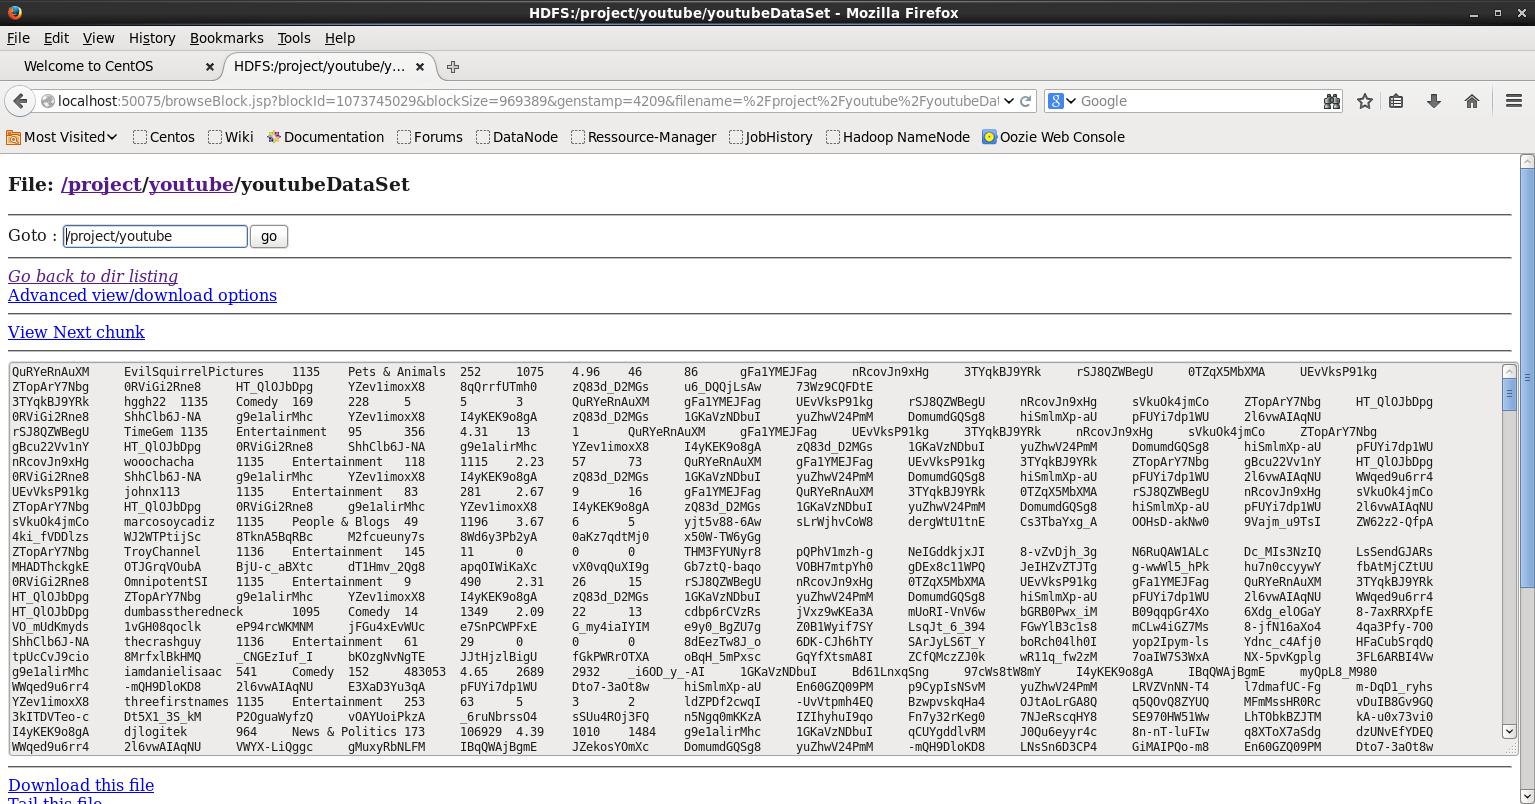 HDFS:/project/youtube/youtubeDataSet - Mozilla Firefox
File Edit View History Bookmarks Tools Help
Welcome to CentOS HDFS:/project/youtube/y...
localhost:50075/browseBlock.jsp?blockId=1073745029&blockSize=969389&genstamp=4209&filename=%2Fproject%2Fyoutube%2FyoutubeDat Google
Most Visited Centos Wiki Documentation Forums DataNode Ressource-Manager JobHistory Hadoop NameNode Oozie Web Console
File: /project/youtube/youtubeDataSet
Goto : /project/youtube go
Go back to dir listing
Advanced view/download options
View Next chunk
QuRYeRnAuXM EvilSquirrelPictures 1135 Pets & Animals 252 1075 4.96 46 86 gFa1YMEJFag nRcovJn9xHg 3TYqkBJ9YRk rSJ8QZWBegU 0TZqX5MbXMA UEvVksP91kg
ZTopArY7Nbg 0RViGi2Rne8 HT_QlOJbDpg YZev1imoxX8 8qQrrfUTmh0 zQ83d_D2MGs u6_DQQjLsAw 73Wz9CQFDtE
3TYqkBJ9YRk hggh22 1135 Comedy 169 228 5 5 3 QuRYeRnAuXM gFa1YMEJFag UEvVksP91kg rSJ8QZWBegU nRcovJn9xHg sVkuOk4jmCo ZTopArY7Nbg HT_QlOJbDpg
0RViGi2Rne8 ShhClb6J-NA g9e1alirMhc YZev1imoxX8 I4yKEK9o8gA zQ83d_D2MGs 1GKaVzNDbuI yuZhwV24PmM DomumdGQSg8 hiSmlmXp-aU pFUYi7dp1WU 2l6vwAIAqNU
rSJ8QZWBegU TimeGem 1135 Entertainment 95 356 4.31 13 1 QuRYeRnAuXM gFa1YMEJFag UEvVksP91kg 3TYqkBJ9YRk nRcovJn9xHg sVkuOk4jmCo ZTopArY7Nbg
gBcu22Vv1nY HT_QlOJbDpg 0RViGi2Rne8 ShhClb6J-NA g9e1alirMhc YZev1imoxX8 I4yKEK9o8gA zQ83d_D2MGs 1GKaVzNDbuI yuZhwV24PmM DomumdGQSg8 hiSmlmXp-aU pFUYi7dp1WU
nRcovJn9xHg wooochacha 1135 Entertainment 118 1115 2.23 57 73 QuRYeRnAuXM gFa1YMEJFag UEvVksP91kg 3TYqkBJ9YRk rSJ8QZWBegU ZTopArY7Nbg gBcu22Vv1nY HT_QlOJbDpg
0RViGi2Rne8 ShhClb6J-NA g9e1alirMhc YZev1imoxX8 I4yKEK9o8gA zQ83d_D2MGs 1GKaVzNDbuI yuZhwV24PmM DomumdGQSg8 hiSmlmXp-aU pFUYi7dp1WU 2l6vwAIAqNU WWqed9u6rr4
UEvVksP91kg johnx113 1135 Entertainment 83 281 2.67 9 16 gFa1YMEJFag QuRYeRnAuXM 3TYqkBJ9YRk 0TZqX5MbXMA rSJ8QZWBegU nRcovJn9xHg sVkuOk4jmCo
ZTopArY7Nbg 0RViGi2Rne8 HT_QlOJbDpg YZev1imoxX8 I4yKEK9o8gA zQ83d_D2MGs 1GKaVzNDbuI yuZhwV24PmM DomumdGQSg8 hiSmlmXp-aU pFUYi7dp1WU 2l6vwAIAqNU WWqed9u6rr4
sVkuOk4jmCo marcosoycadiz 1135 People & Blogs 49 1196 3.67 6 5 yjt5v88-6Aw sLrWjhvCoW8 dergWtU1tnE Cs3TbaYxg_A OOHsD-akNw0 9Vajm_u9TsI ZW62z2-QfpA
4ki_fVDDlzs WJ2WTPtijSc 8TknA5BqRBc M2fcueuny7s 8Wd6y3Pb2yA 0aKz7qdtMj0 x50W-TW6yGg
ZTopArY7Nbg TroyChannel 1136 Entertainment 145 11 0 0 0 THM3FYUNyr8 pQPhV1mzh-g NeIGddkjxJI 8-vZvDjh_3g N6RuQAW1ALc Dc_MIs3NzIQ LsSendGJARs
MHADThckgkE OTJGrqVOubA BjU-c_aBXtc dT1Hmv_2Qg8 apqOIWiKaXc vX0vqQuXI9g Gb7ztQ-baqo VOBH7mtpYh0 gDEx8c11WPQ JeIHZvZTJTg g-wwWl5_hPk hu7n0ccyywY fbAtMjCZtUU
0RViGi2Rne8 OmnipotentSI 1135 Entertainment 9 490 2.31 26 15 rSJ8QZWBegU nRcovJn9xHg 0TZqX5MbXMA UEvVksP91kg gFa1YMEJFag QuRYeRnAuXM 3TYqkBJ9YRk
HT_QlOJbDpg ZTopArY7Nbg g9e1alirMhc YZev1imoxX8 I4yKEK9o8gA zQ83d_D2MGs 1GKaVzNDbuI yuZhwV24PmM DomumdGQSg8 hiSmlmXp-aU pFUYi7dp1WU 2l6vwAIAqNU WWqed9u6rr4
HT_QlOJbDpg dumbasstheredneck 1095 Comedy 14 1349 2.09 22 13 cdbp6rCVzRs jVxz9wKEa3A mUoRI-VnV6w bGRB0Pwx_iM B09qqpGr4Xo 6Xdg_elOGaY 8-7axRRXpfE
VO_mUdKmyds 1vGH08qoclk eP94rcWKMNM jFGu4xEvWUc e7SnPCWPFxE G_my4iaIYIM e9y0_BgZU7g Z0B1Wyif7SY LsqJt_6_394 FGwYlB3c1s8 mCLw4iGZ7Ms 8-jfN16aXo4 4qa3Pfy-7O0
ShhClb6J-NA thecrashguy 1136 Entertainment 61 29 0 0 0 8dEezTw8J_o 6DK-CJh6hTY SArJyLS6T_Y boRch04lh0I yop2Ipym-ls Ydnc_c4Afj0 HFaCubSrqdQ
tpUcCvJ9cio 8MrfxlBkHMQ _CNGEzIuf_I bKOzgNvNgTE JJtHjzlBigU fGkPWRrOTXA oBqH_5mPxsc GqYfXtsmA8I ZCfQMczZJ0k wR11q_fw2zM 7oaIW7S3WxA NX-5pvKgplg 3FL6ARBI4Vw
g9e1alirMhc iamdanielisaac 541 Comedy 152 483053 4.65 2689 2932 _i6OD_y_-AI 1GKaVzNDbuI Bd61LnxqSng 97cWs8tW8mY I4yKEK9o8gA IBqQWAjBgmE myQpL8_M980
WWqed9u6rr4 -mQH9DloKD8 2l6vwAIAqNU E3XaD3Yu3qA pFUYi7dp1WU Dto7-3aOt8w hiSmlmXp-aU En60GZQ09PM p9CypIsNSvM yuZhwV24PmM LRVZVnNN-T4 l7dmafUC-Fg m-DqD1_ryhs
YZev1imoxX8 threefirstnames 1135 Entertainment 253 63 5 3 2 ldZPDf2cwqI -UvVtpmh4EQ BzwpvskqHa4 OJtAoLrGA8Q q5QOvQ8ZYUQ MFmMssHR0Rc vDuIB8Gv9GQ
3kITDVTeo-c Dt5X1_3S_kM P2OguaWyfzQ vOAYUoiPkzA _6ruNbrssO4 sSUu4ROj3FQ n5Ngq0mKKzA IZIhyhuI9qo Fn7y32rKeg0 7NJeRscqHY8 SE970HW51Ww LhTObkBZJTM kA-u0x73vi0
I4yKEK9o8gA djlogitek 964 News & Politics 173 106929 4.39 1010 1484 g9e1alirMhc 1GKaVzNDbuI qCUYgddlvRM J0Qu6eyyr4c 8n-nT-luFIw q8XToX7aSdg dzUNvEfYDEQ
WWqed9u6rr4 2l6vwAIAqNU VWYX-LiQggc gMuxyRbNLFM IBqQWAjBgmE JZekosYOmXc DomumdGQSg8 yuZhwV24PmM -mQH9DloKD8 LNsSn6D3CP4 GiMAIPQo-m8 En60GZQ09PM Dto7-3aOt8w
Download this file
Tail this file